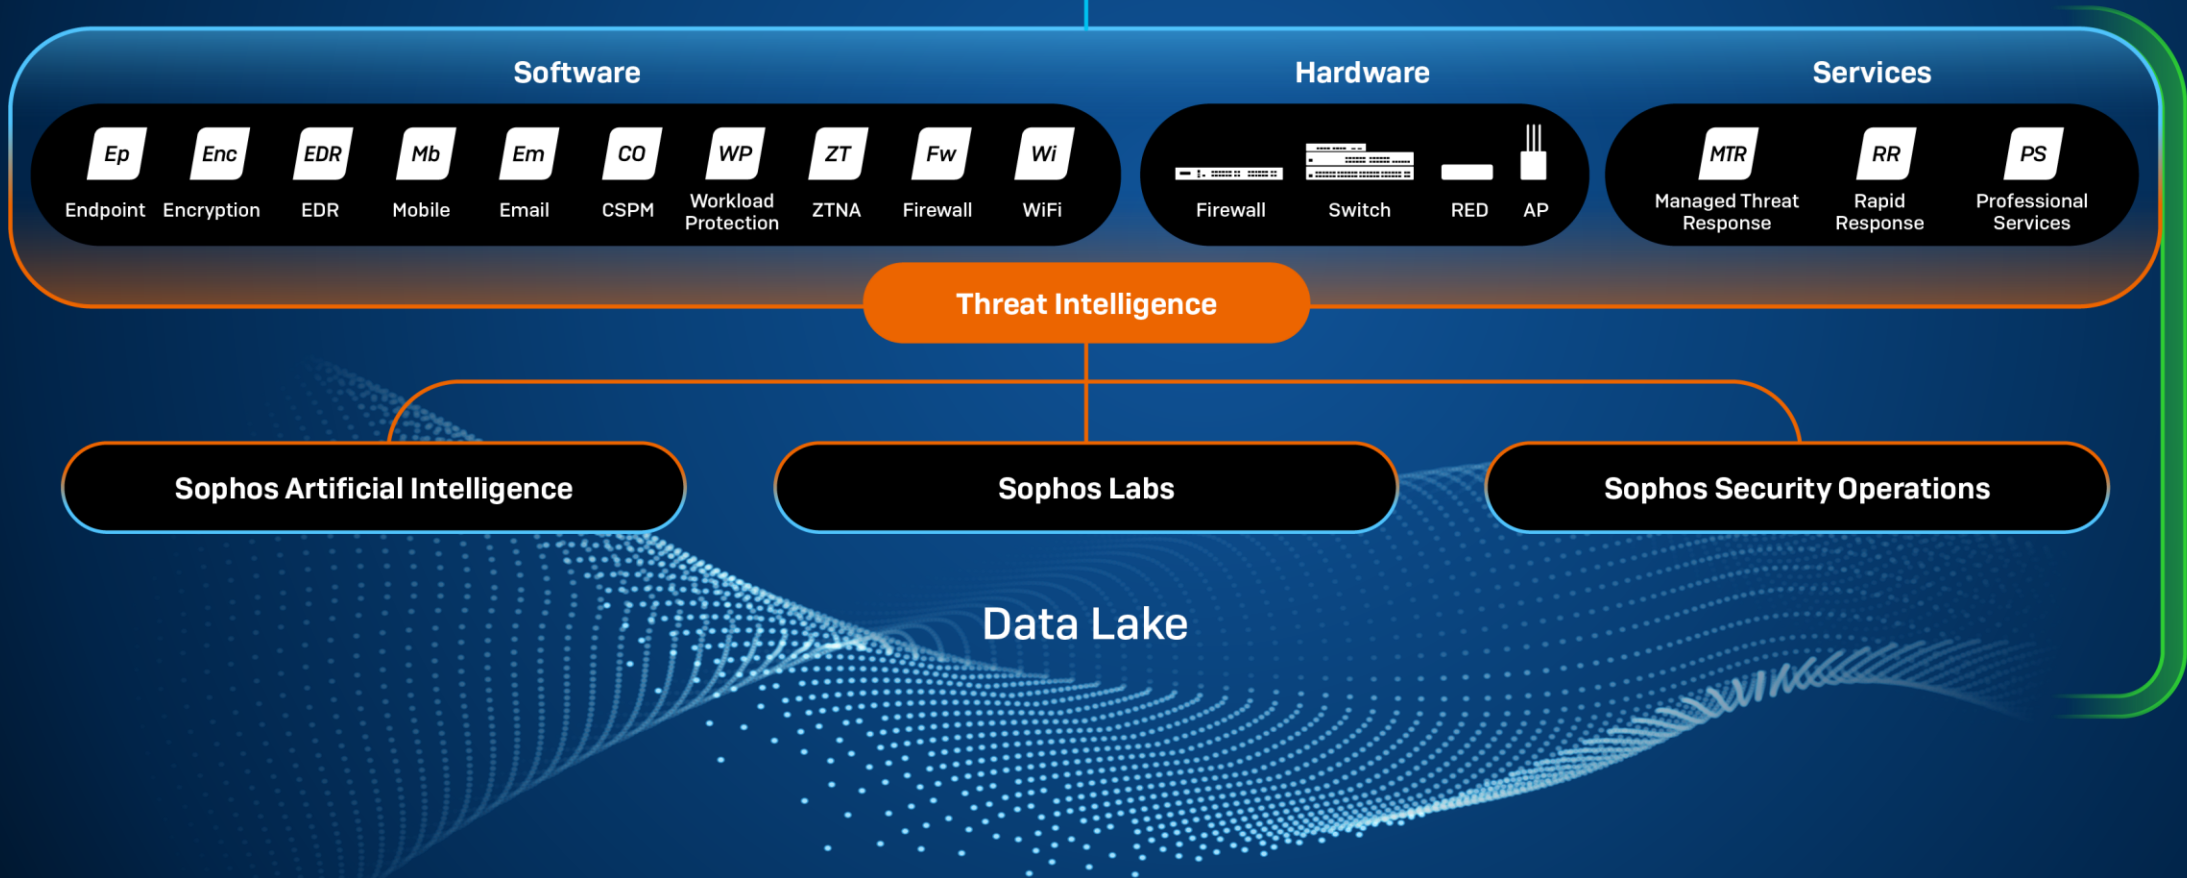 Software
Hardware
Services
Ep
Enc
EDR
Mb
Em
CO
WP
ZT
Fw
Wi
MTR
RR
PS
Endpoint
Encryption
EDR
Mobile
Email
CSPM
Workload
Protection
ZTNA
Firewall
WiFi
Firewall
Switch
RED
AP
Managed Threat
Response
Rapid
Response
Professional
Services
Threat Intelligence
Sophos Artificial Intelligence
Sophos Labs
Sophos Security Operations
Data Lake